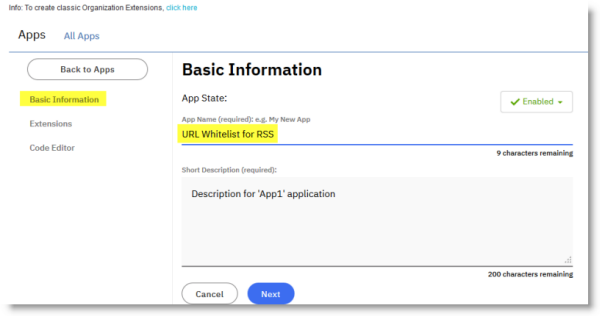 Info: To create classic Organization Extensions, click here
Apps All Apps
Back to Apps
Basic Information
Extensions
Code Editor
Basic Information
App State:
Enabled
App Name (required): e.g. My New App
URL Whitelist for RSS
9 characters remaining
Short Description (required):
Description for 'App1' application
200 characters remaining
Cancel Next